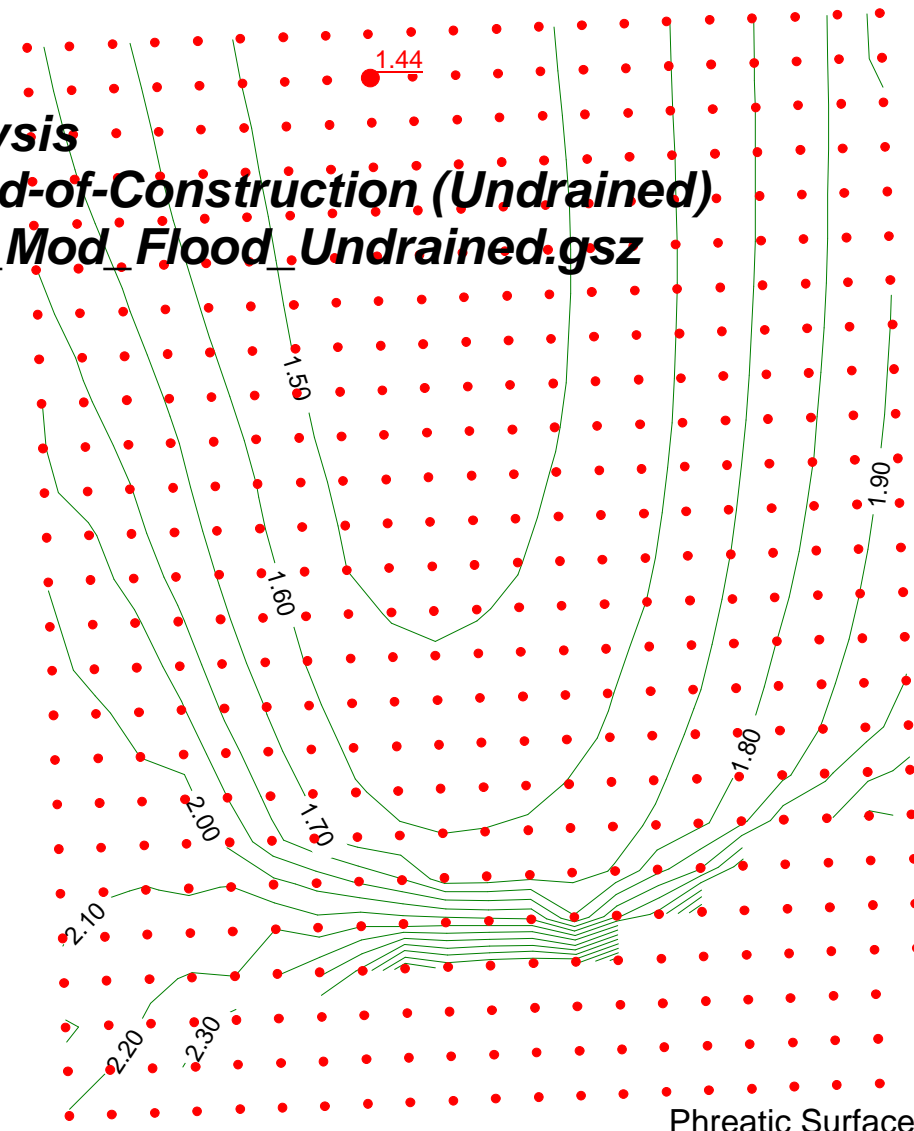 1.44
ysis
d-of-Construction (Undrained)
_Mod_Flood_Undrained.gsz
1.50
1.90
1.60
1.80
2.00
1.70
2.10
2.20
2.30
Phreatic Surface